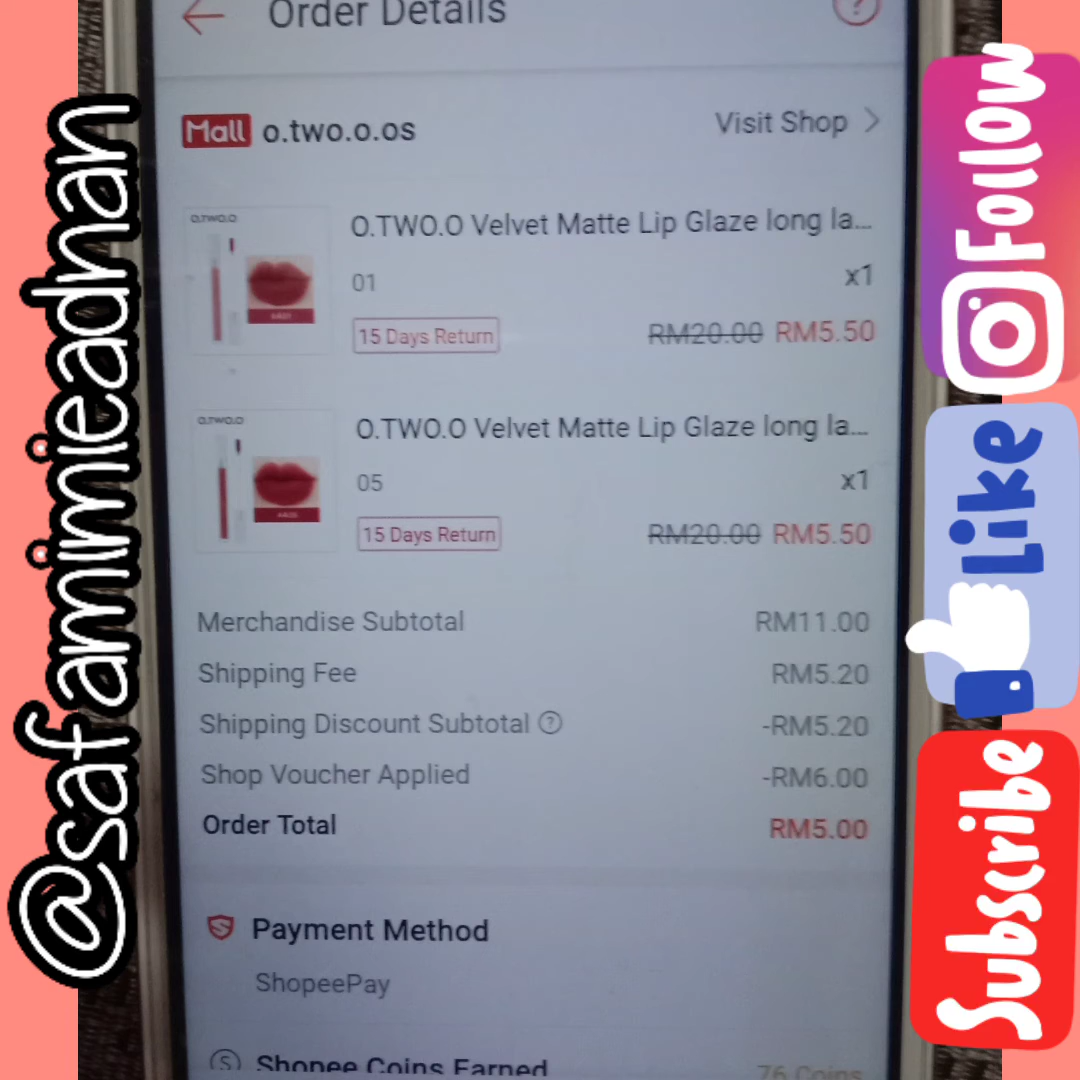 Order Details
?
Mall o.two.o.os
Visit Shop >
O.TWO.O
O.TWO.O Velvet Matte Lip Glaze long la...
01
x1
15 Days Return
RM20.00 RM5.50
O.TWO.O
O.TWO.O Velvet Matte Lip Glaze long la...
05
x1
15 Days Return
RM20.00 RM5.50
Merchandise Subtotal
RM11.00
Shipping Fee
RM5.20
Shipping Discount Subtotal ?
-RM5.20
Shop Voucher Applied
-RM6.00
Order Total
RM5.00
S Payment Method
ShopeePay
S Shopee Coins Earned
76 Coins
@safamimieadnan
Follow
Like
Subscribe